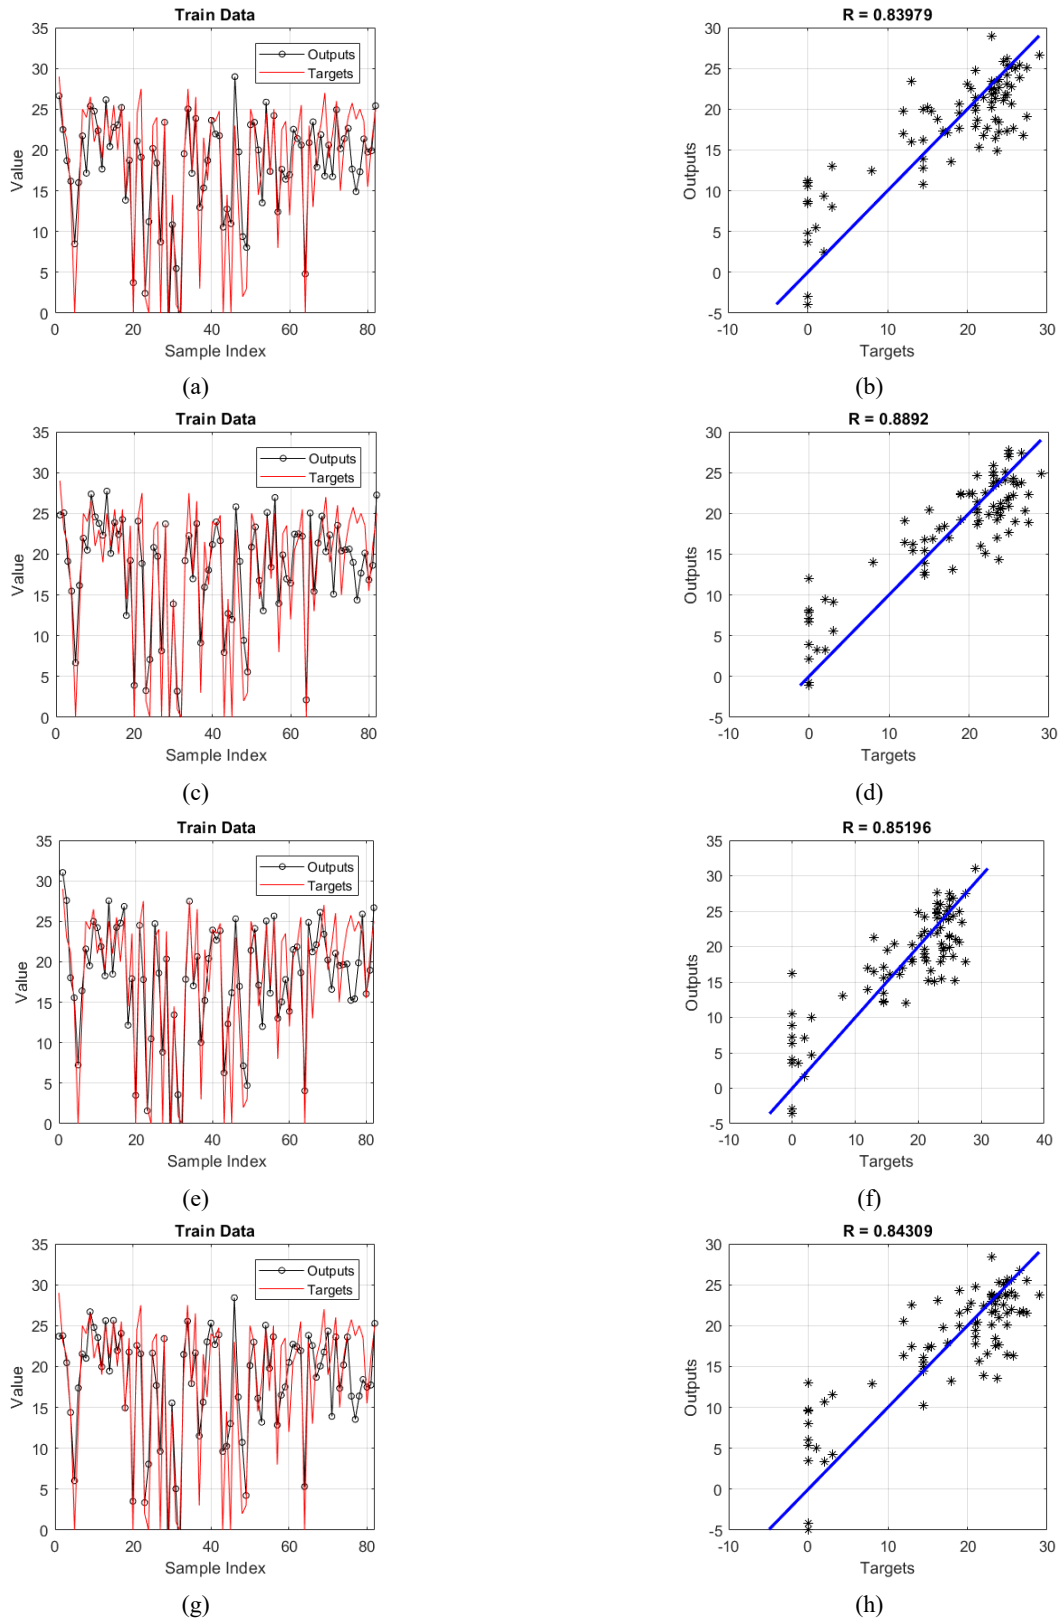 Train Data
R = 0.83979
35
30
25
20
15
10
5
0
Value
Outputs
Targets
0 20 40 60 80
Sample Index
30
25
20
15
10
5
0
-5
Outputs
-10 0 10 20 30
Targets
(a)
(b)
Train Data
R = 0.8892
35
30
25
20
15
10
5
0
Value
Outputs
Targets
0 20 40 60 80
Sample Index
30
25
20
15
10
5
0
-5
Outputs
-10 0 10 20 30
Targets
(c)
(d)
Train Data
R = 0.85196
35
30
25
20
15
10
5
0
Value
Outputs
Targets
0 20 40 60 80
Sample Index
35
30
25
20
15
10
5
0
-5
Outputs
-10 0 10 20 30 40
Targets
(e)
(f)
Train Data
R = 0.84309
35
30
25
20
15
10
5
0
Value
Outputs
Targets
0 20 40 60 80
Sample Index
30
25
20
15
10
5
0
-5
Outputs
-10 0 10 20 30
Targets
(g)
(h)